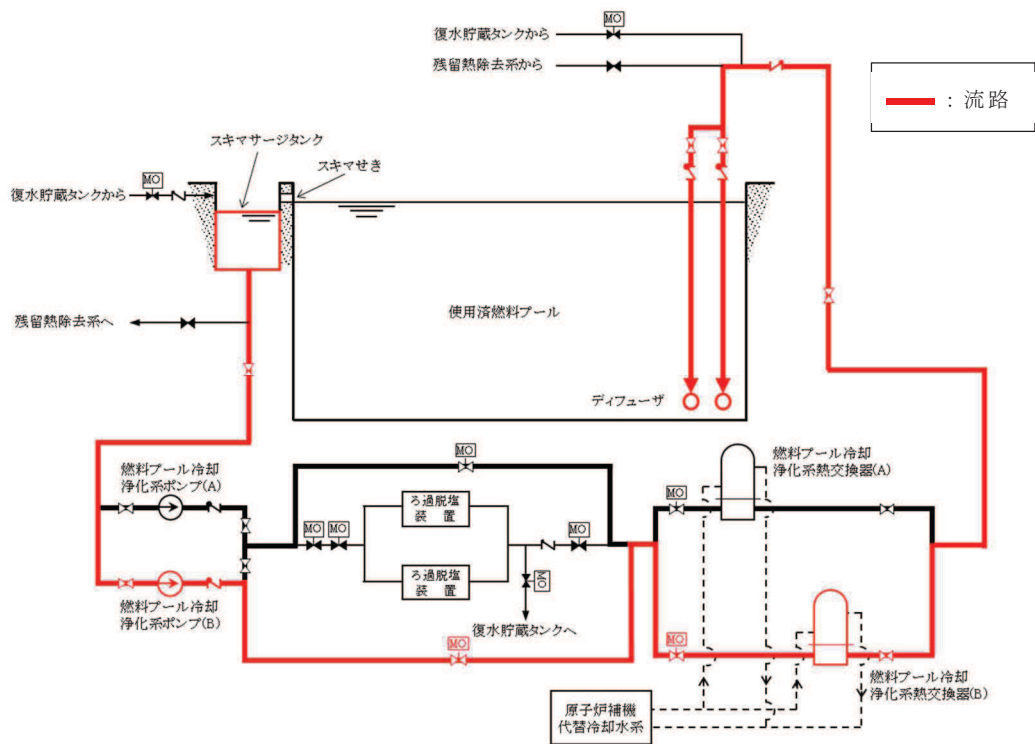 復水貯蔵タンクから
MO
残留熱除去系から
━ : 流路
スキマサージタンク
スキマせき
復水貯蔵タンクから
MO
残留熱除去系へ
使用済燃料プール
ディフューザ
燃料プール冷却
浄化系ポンプ(A)
MO
ろ過脱塩
装 置
MO
MO
MO
ろ過脱塩
装 置
MO
復水貯蔵タンクへ
燃料プール冷却
浄化系ポンプ(B)
MO
燃料プール冷却
浄化系熱交換器(A)
MO
MO
燃料プール冷却
浄化系熱交換器(B)
原子炉補機
代替冷却水系